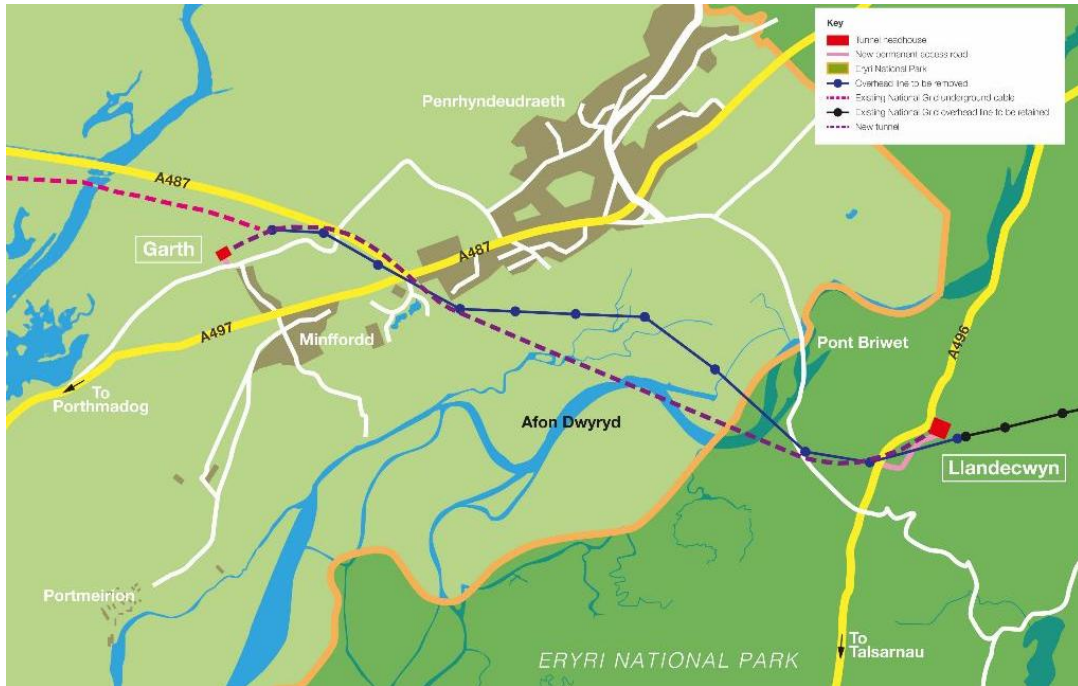 Key
Tunnel headhouse
New permanent access road
Eryri National Park
Overhead line to be removed
Existing National Grid underground cable
Existing National Grid overhead line to be retained
New tunnel
Penrhyndeudraeth
A487
Garth
A487
Minffordd
A497
To
Porthmadog
Pont Briwet
A496
Afon Dwyryd
Llandecwyn
Portmeirion
To
Talsarnau
ERYRI NATIONAL PARK